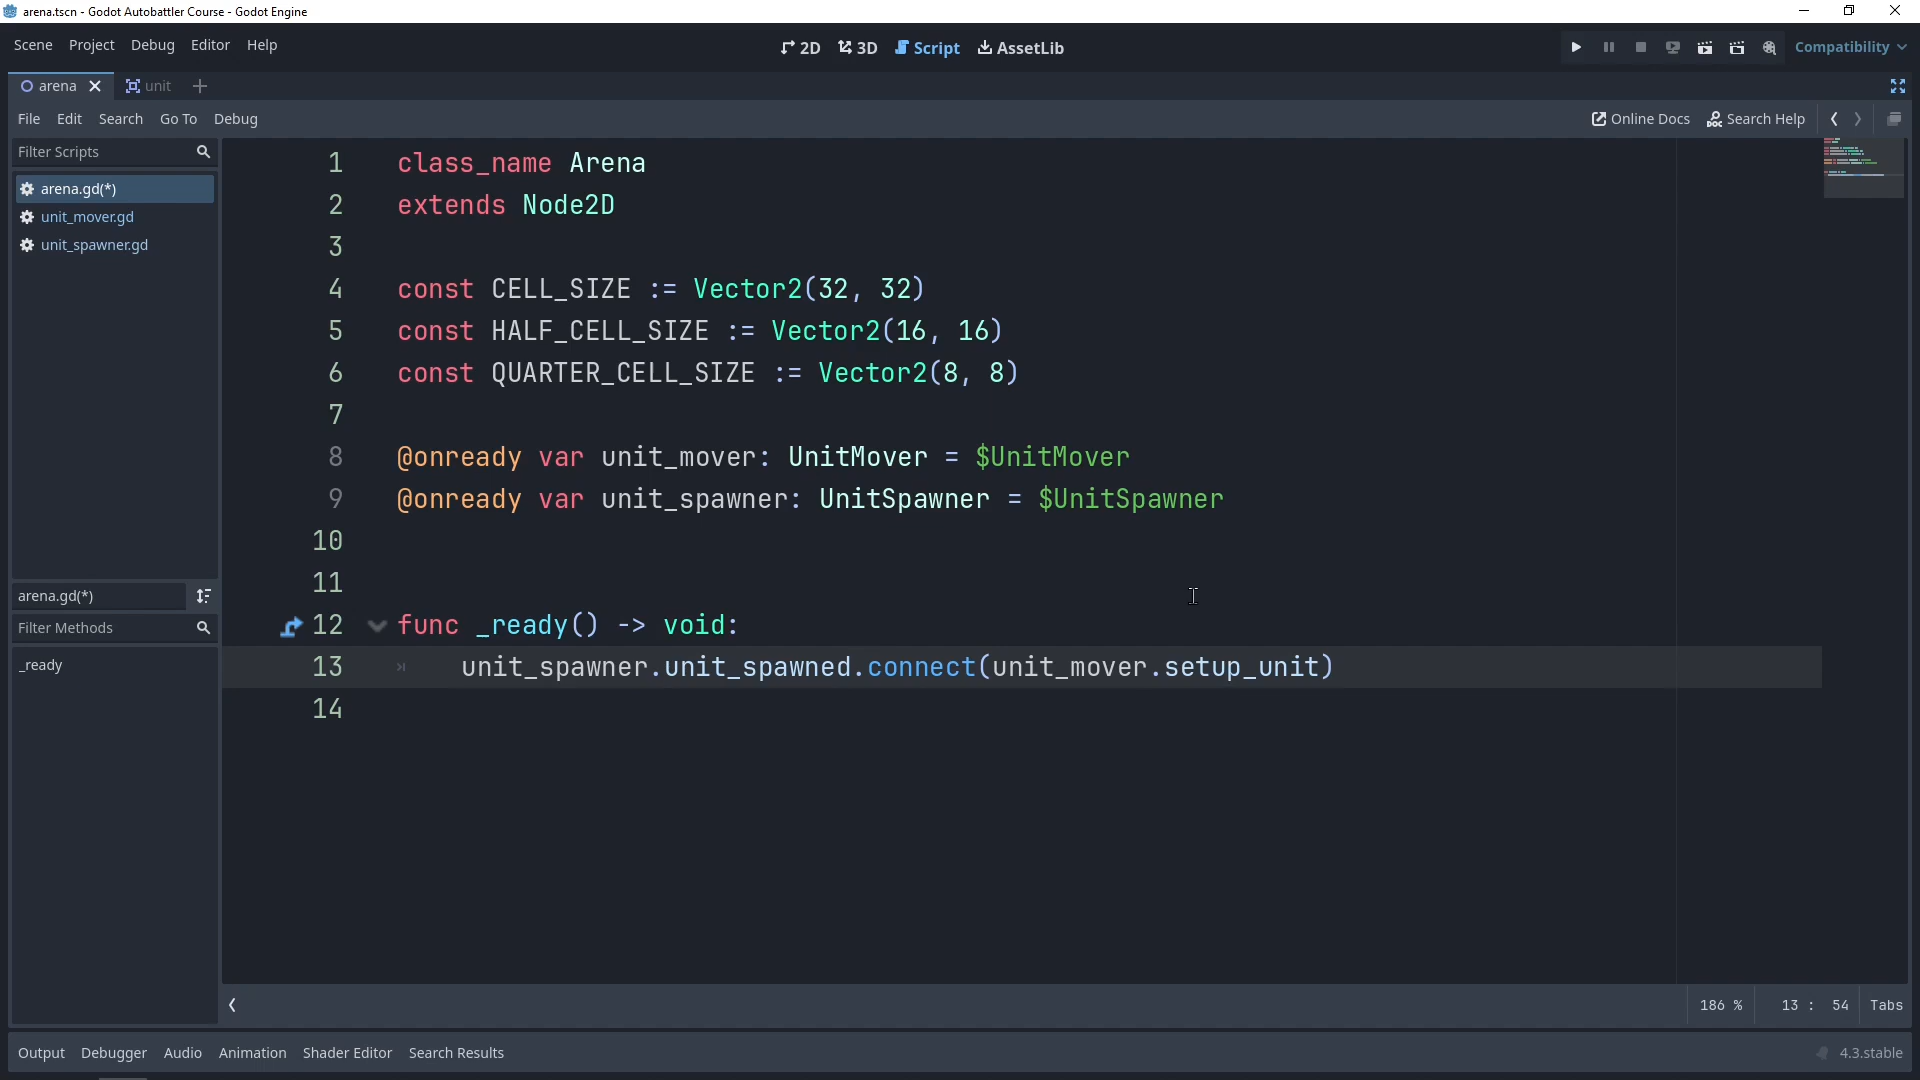 arena.tscn - Godot Autobattler Course - Godot Engine
Scene Project Debug Editor Help
2D 3D Script AssetLib
Compatibility
arena unit
File Edit Search Go To Debug
Online Docs Search Help
Filter Scripts
arena.gd(*)
unit_mover.gd
unit_spawner.gd
arena.gd(*)
Filter Methods
_ready
1 class_name Arena
2 extends Node2D
3
4 const CELL_SIZE := Vector2(32, 32)
5 const HALF_CELL_SIZE := Vector2(16, 16)
6 const QUARTER_CELL_SIZE := Vector2(8, 8)
7
8 @onready var unit_mover: UnitMover = $UnitMover
9 @onready var unit_spawner: UnitSpawner = $UnitSpawner
10
11
12 func _ready() -> void:
13 unit_spawner.unit_spawned.connect(unit_mover.setup_unit)
14
186 % 13 : 54 Tabs
Output Debugger Audio Animation Shader Editor Search Results
4.3.stable